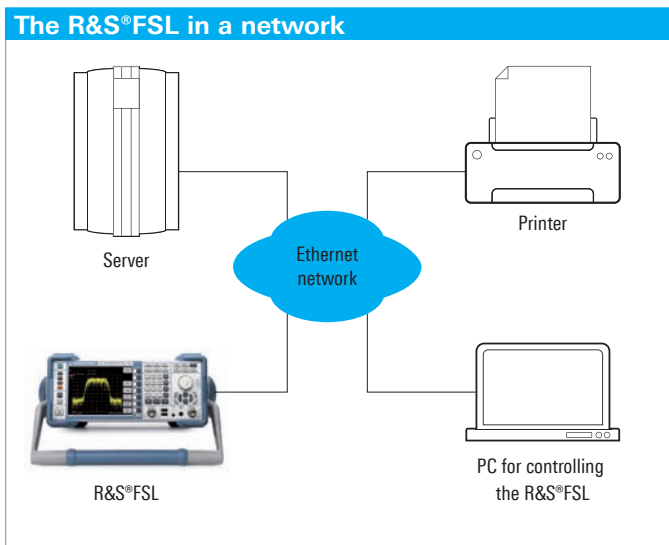 The R&S®FSL in a network
Server
Printer
Ethernet
network
R&S®FSL
PC for controlling
the R&S®FSL